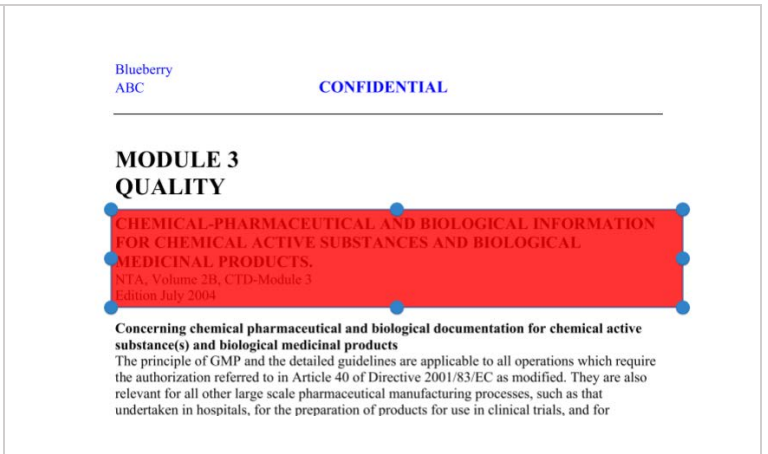 Blueberry
ABC CONFIDENTIAL
MODULE 3
QUALITY
CHEMICAL-PHARMACEUTICAL AND BIOLOGICAL INFORMATION
FOR CHEMICAL ACTIVE SUBSTANCES AND BIOLOGICAL
MEDICINAL PRODUCTS.
NTA, Volume 2B, CTD-Module 3
Edition July 2004
Concerning chemical pharmaceutical and biological documentation for chemical active
substance(s) and biological medicinal products
The principle of GMP and the detailed guidelines are applicable to all operations which require
the authorization referred to in Article 40 of Directive 2001/83/EC as modified. They are also
relevant for all other large scale pharmaceutical manufacturing processes, such as that
undertaken in hospitals, for the preparation of products for use in clinical trials, and for